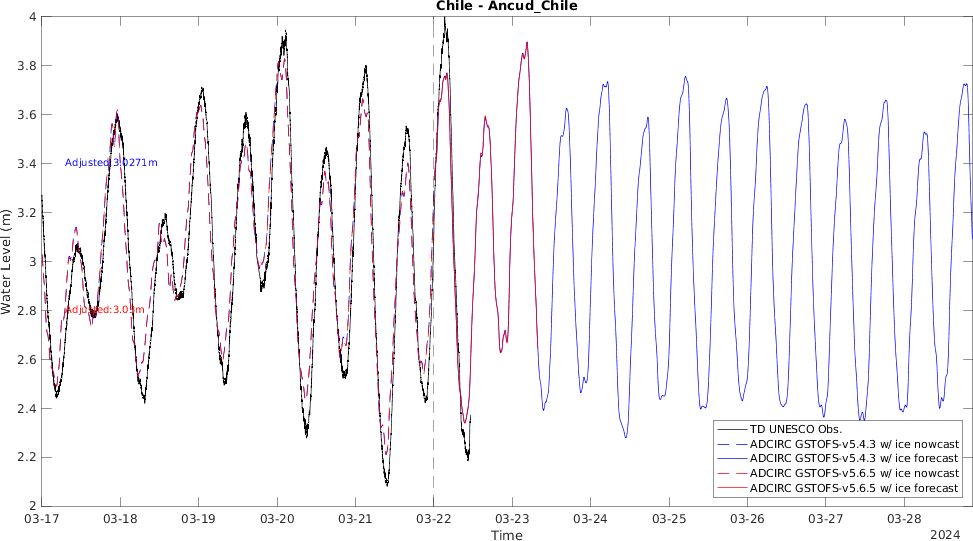 Chile - Ancud_Chile
4
3.8
3.6
3.4
3.2
3
2.8
2.6
2.4
2.2
2
Water Level (m)
Adjusted:3.0271m
Adjusted:3.05m
TD UNESCO Obs.
ADCIRC GSTOFS-v5.4.3 w/ ice nowcast
ADCIRC GSTOFS-v5.4.3 w/ ice forecast
ADCIRC GSTOFS-v5.6.5 w/ ice nowcast
ADCIRC GSTOFS-v5.6.5 w/ ice forecast
03-17 03-18 03-19 03-20 03-21 03-22 03-23 03-24 03-25 03-26 03-27 03-28
Time
2024